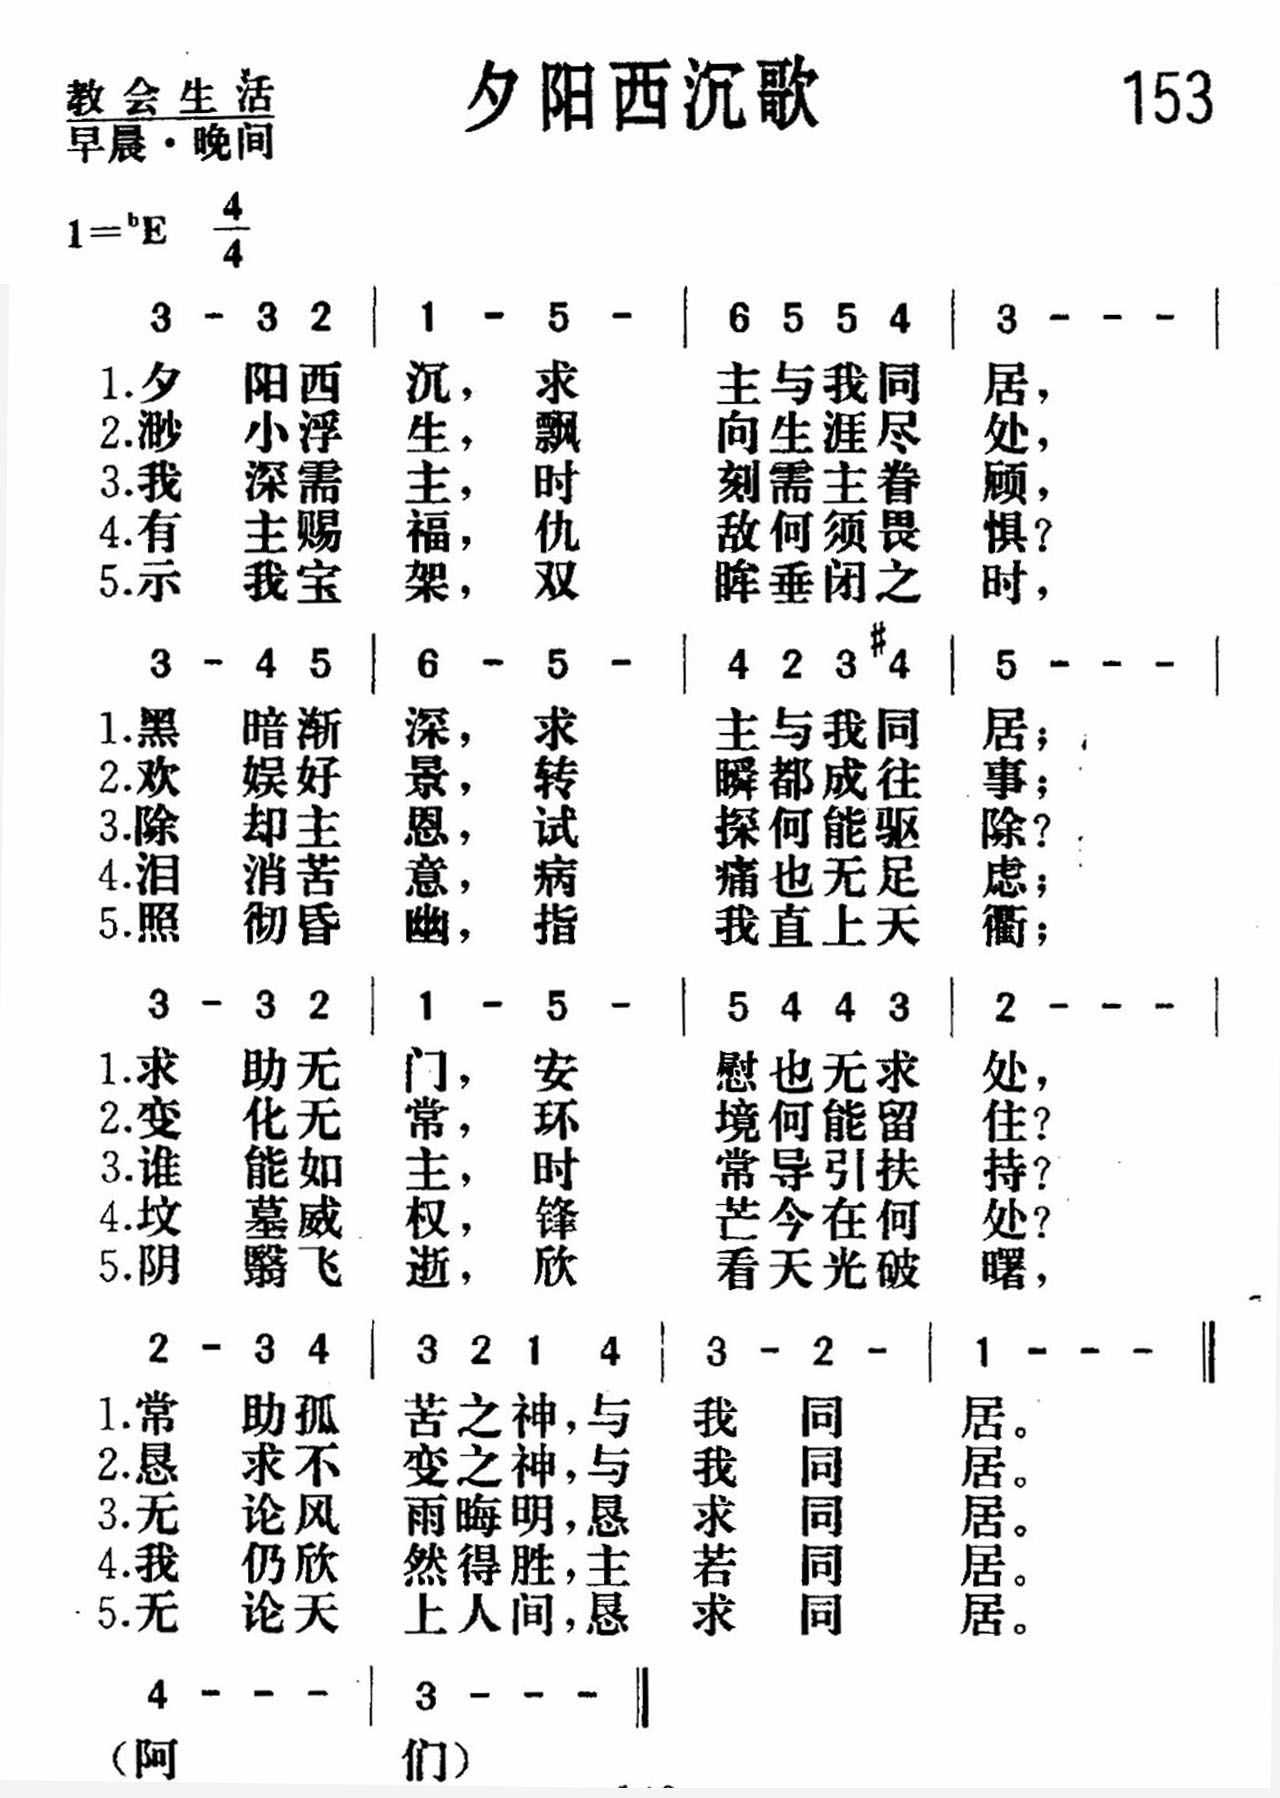 夕阳西沉歌
153
教会生活
早晨·晚间
1=ᵇE 4/4
3 - 3 2 | 1 - 5 - | 6 5 5 4 | 3 - - - |
1.夕阳西沉，求主与我同居，
2.渺小浮生，飘向生涯尽处，
3.我深需主，时刻需主眷顾，
4.有主赐福，仇敌何须畏惧？
5.示我宝架，双眸垂闭之时，
3 - 4 5 | 6 - 5 - | 4 2 3 #4 | 5 - - - |
1.黑暗渐深，求主与我同居；
2.欢娱好景，转瞬都成往事；
3.除却主恩，试探何能驱除？
4.泪消苦意，病痛也无足虑；
5.照彻昏幽，指我直上天衢；
3 - 3 2 | 1 - 5 - | 5 4 4 3 | 2 - - - |
1.求助无门，安慰也无求处，
2.变化无常，环境何能留住？
3.谁能如主，时常导引扶持？
4.坟墓威权，锋芒今在何处？
5.阴翳飞逝，欣看天光破曙，
2 - 3 4 | 3 2 1 4 | 3 - 2 - | 1 - - - ‖
1.常助孤苦之神，与我同居。
2.恳求不变之神，与我同居。
3.无论风雨晦明，恳求同居。
4.我仍欣然得胜，主若同居。
5.无论天上人间，恳求同居。
4 - - - | 3 - - - ‖
（阿们）